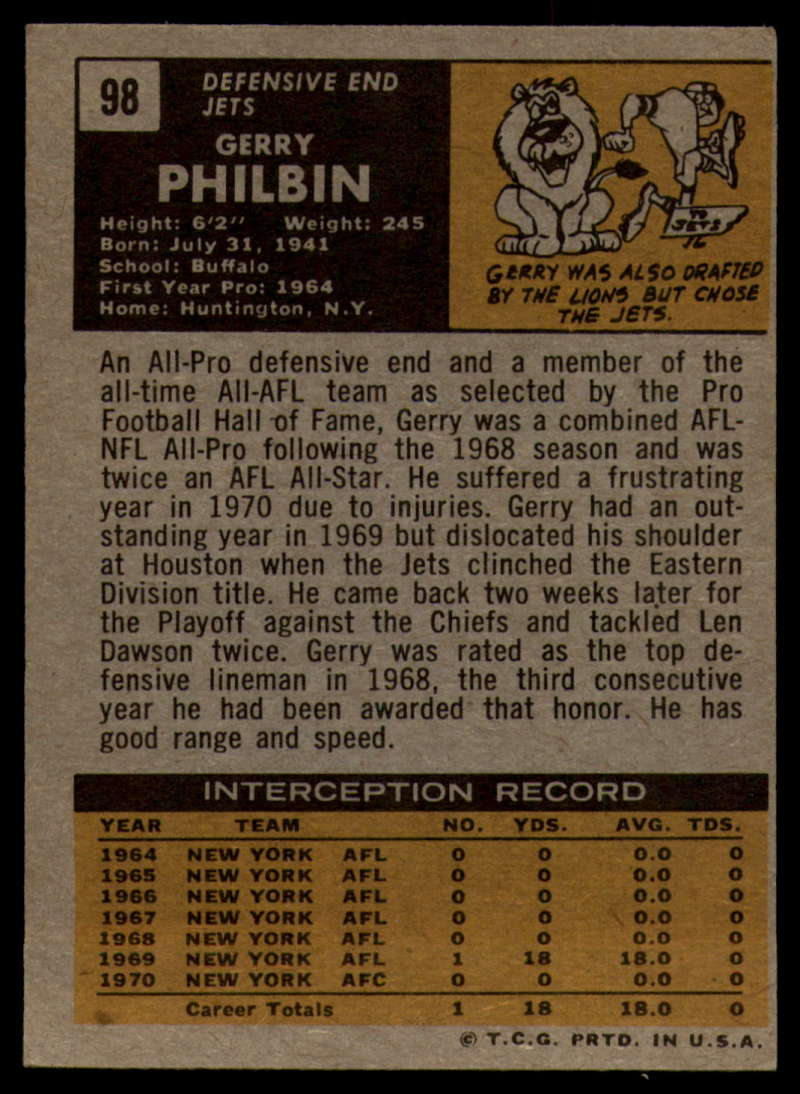 98
DEFENSIVE END
JETS
GERRY
PHILBIN
Height: 6'2" Weight: 245
Born: July 31, 1941
School: Buffalo
First Year Pro: 1964
Home: Huntington, N.Y.
TO JETS
GERRY WAS ALSO DRAFTED
BY THE LIONS BUT CHOSE
THE JETS.
An All-Pro defensive end and a member of the
all-time All-AFL team as selected by the Pro
Football Hall of Fame, Gerry was a combined AFL-
NFL All-Pro following the 1968 season and was
twice an AFL All-Star. He suffered a frustrating
year in 1970 due to injuries. Gerry had an out-
standing year in 1969 but dislocated his shoulder
at Houston when the Jets clinched the Eastern
Division title. He came back two weeks later for
the Playoff against the Chiefs and tackled Len
Dawson twice. Gerry was rated as the top de-
fensive lineman in 1968, the third consecutive
year he had been awarded that honor. He has
good range and speed.
INTERCEPTION RECORD
YEAR TEAM NO. YDS. AVG. TDS.
1964 NEW YORK AFL 0 0 0.0 0
1965 NEW YORK AFL 0 0 0.0 0
1966 NEW YORK AFL 0 0 0.0 0
1967 NEW YORK AFL 0 0 0.0 0
1968 NEW YORK AFL 0 0 0.0 0
1969 NEW YORK AFL 1 18 18.0 0
1970 NEW YORK AFC 0 0 0.0 0
Career Totals 1 18 18.0 0
© T.C.G. PRTD. IN U.S.A.